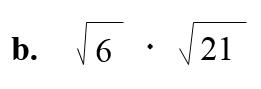 b. √6 · √21